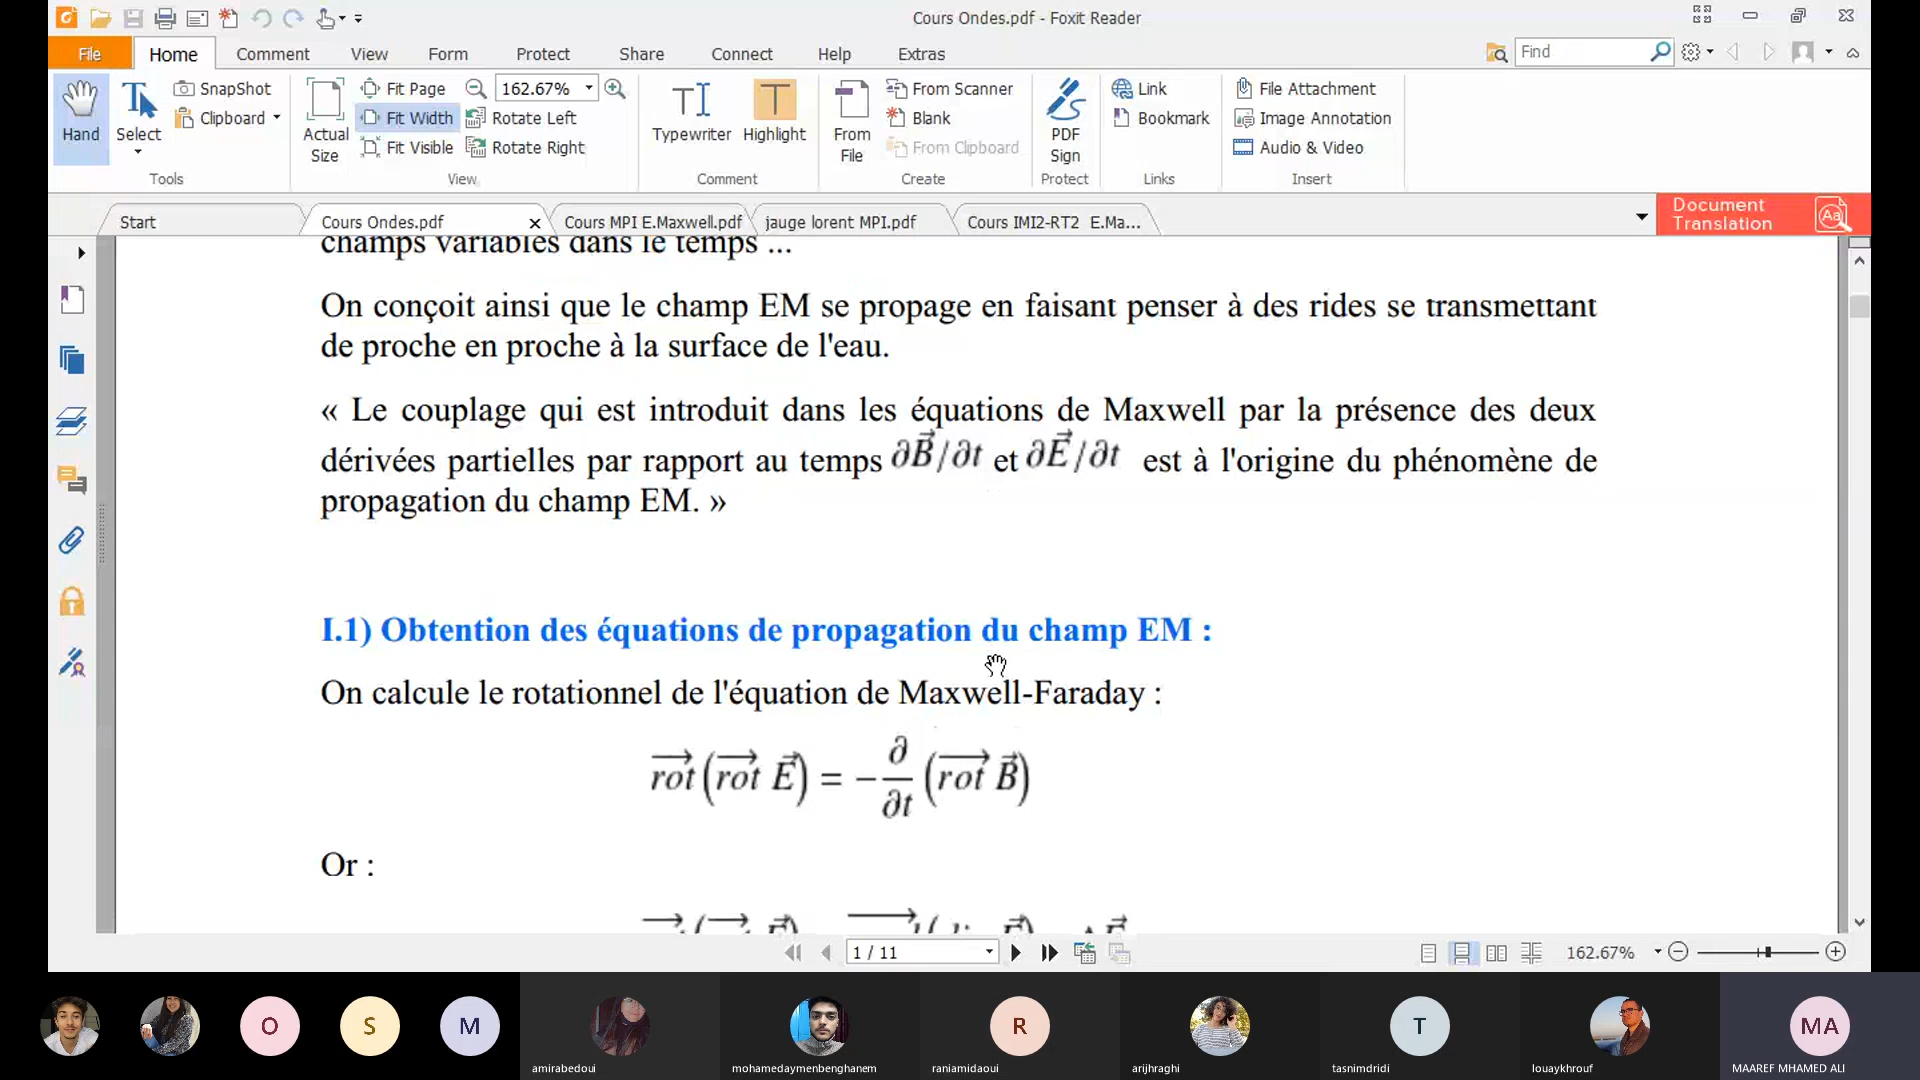 Cours Ondes.pdf - Foxit Reader
File Home Comment View Form Protect Share Connect Help Extras
Find
Hand
Select
SnapShot
Clipboard
Tools
Actual Size
Fit Page
Fit Width
Fit Visible
162.67%
Rotate Left
Rotate Right
View
Typewriter
Highlight
Comment
From File
From Scanner
Blank
From Clipboard
Create
PDF Sign
Protect
Link
Bookmark
Links
File Attachment
Image Annotation
Audio & Video
Insert
Start
Cours Ondes.pdf
Cours MPI E.Maxwell.pdf
jauge lorent MPI.pdf
Cours IMI2-RT2 E.Ma...
Document
Translation
champs variables dans le temps ...
On conçoit ainsi que le champ EM se propage en faisant penser à des rides se transmettant
de proche en proche à la surface de l'eau.
« Le couplage qui est introduit dans les équations de Maxwell par la présence des deux
dérivées partielles par rapport au temps ∂B⃗/∂t et ∂E⃗/∂t est à l'origine du phénomène de
propagation du champ EM. »
I.1) Obtention des équations de propagation du champ EM :
On calcule le rotationnel de l'équation de Maxwell-Faraday :
rot⃗(rot⃗ E⃗) = -∂/∂t (rot⃗ B⃗)
Or :
1 / 11
162.67%
O
S
M
amirabedoui
mohamedaymenbenghanem
R
raniamidaoui
arijhraghi
T
tasnimdridi
louaykhrouf
MA
MAAREF MHAMED ALI